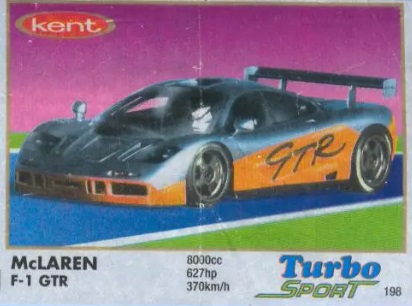 kent
GTR
McLAREN
F-1 GTR
8000cc
627hp
370km/h
Turbo
SPORT
198